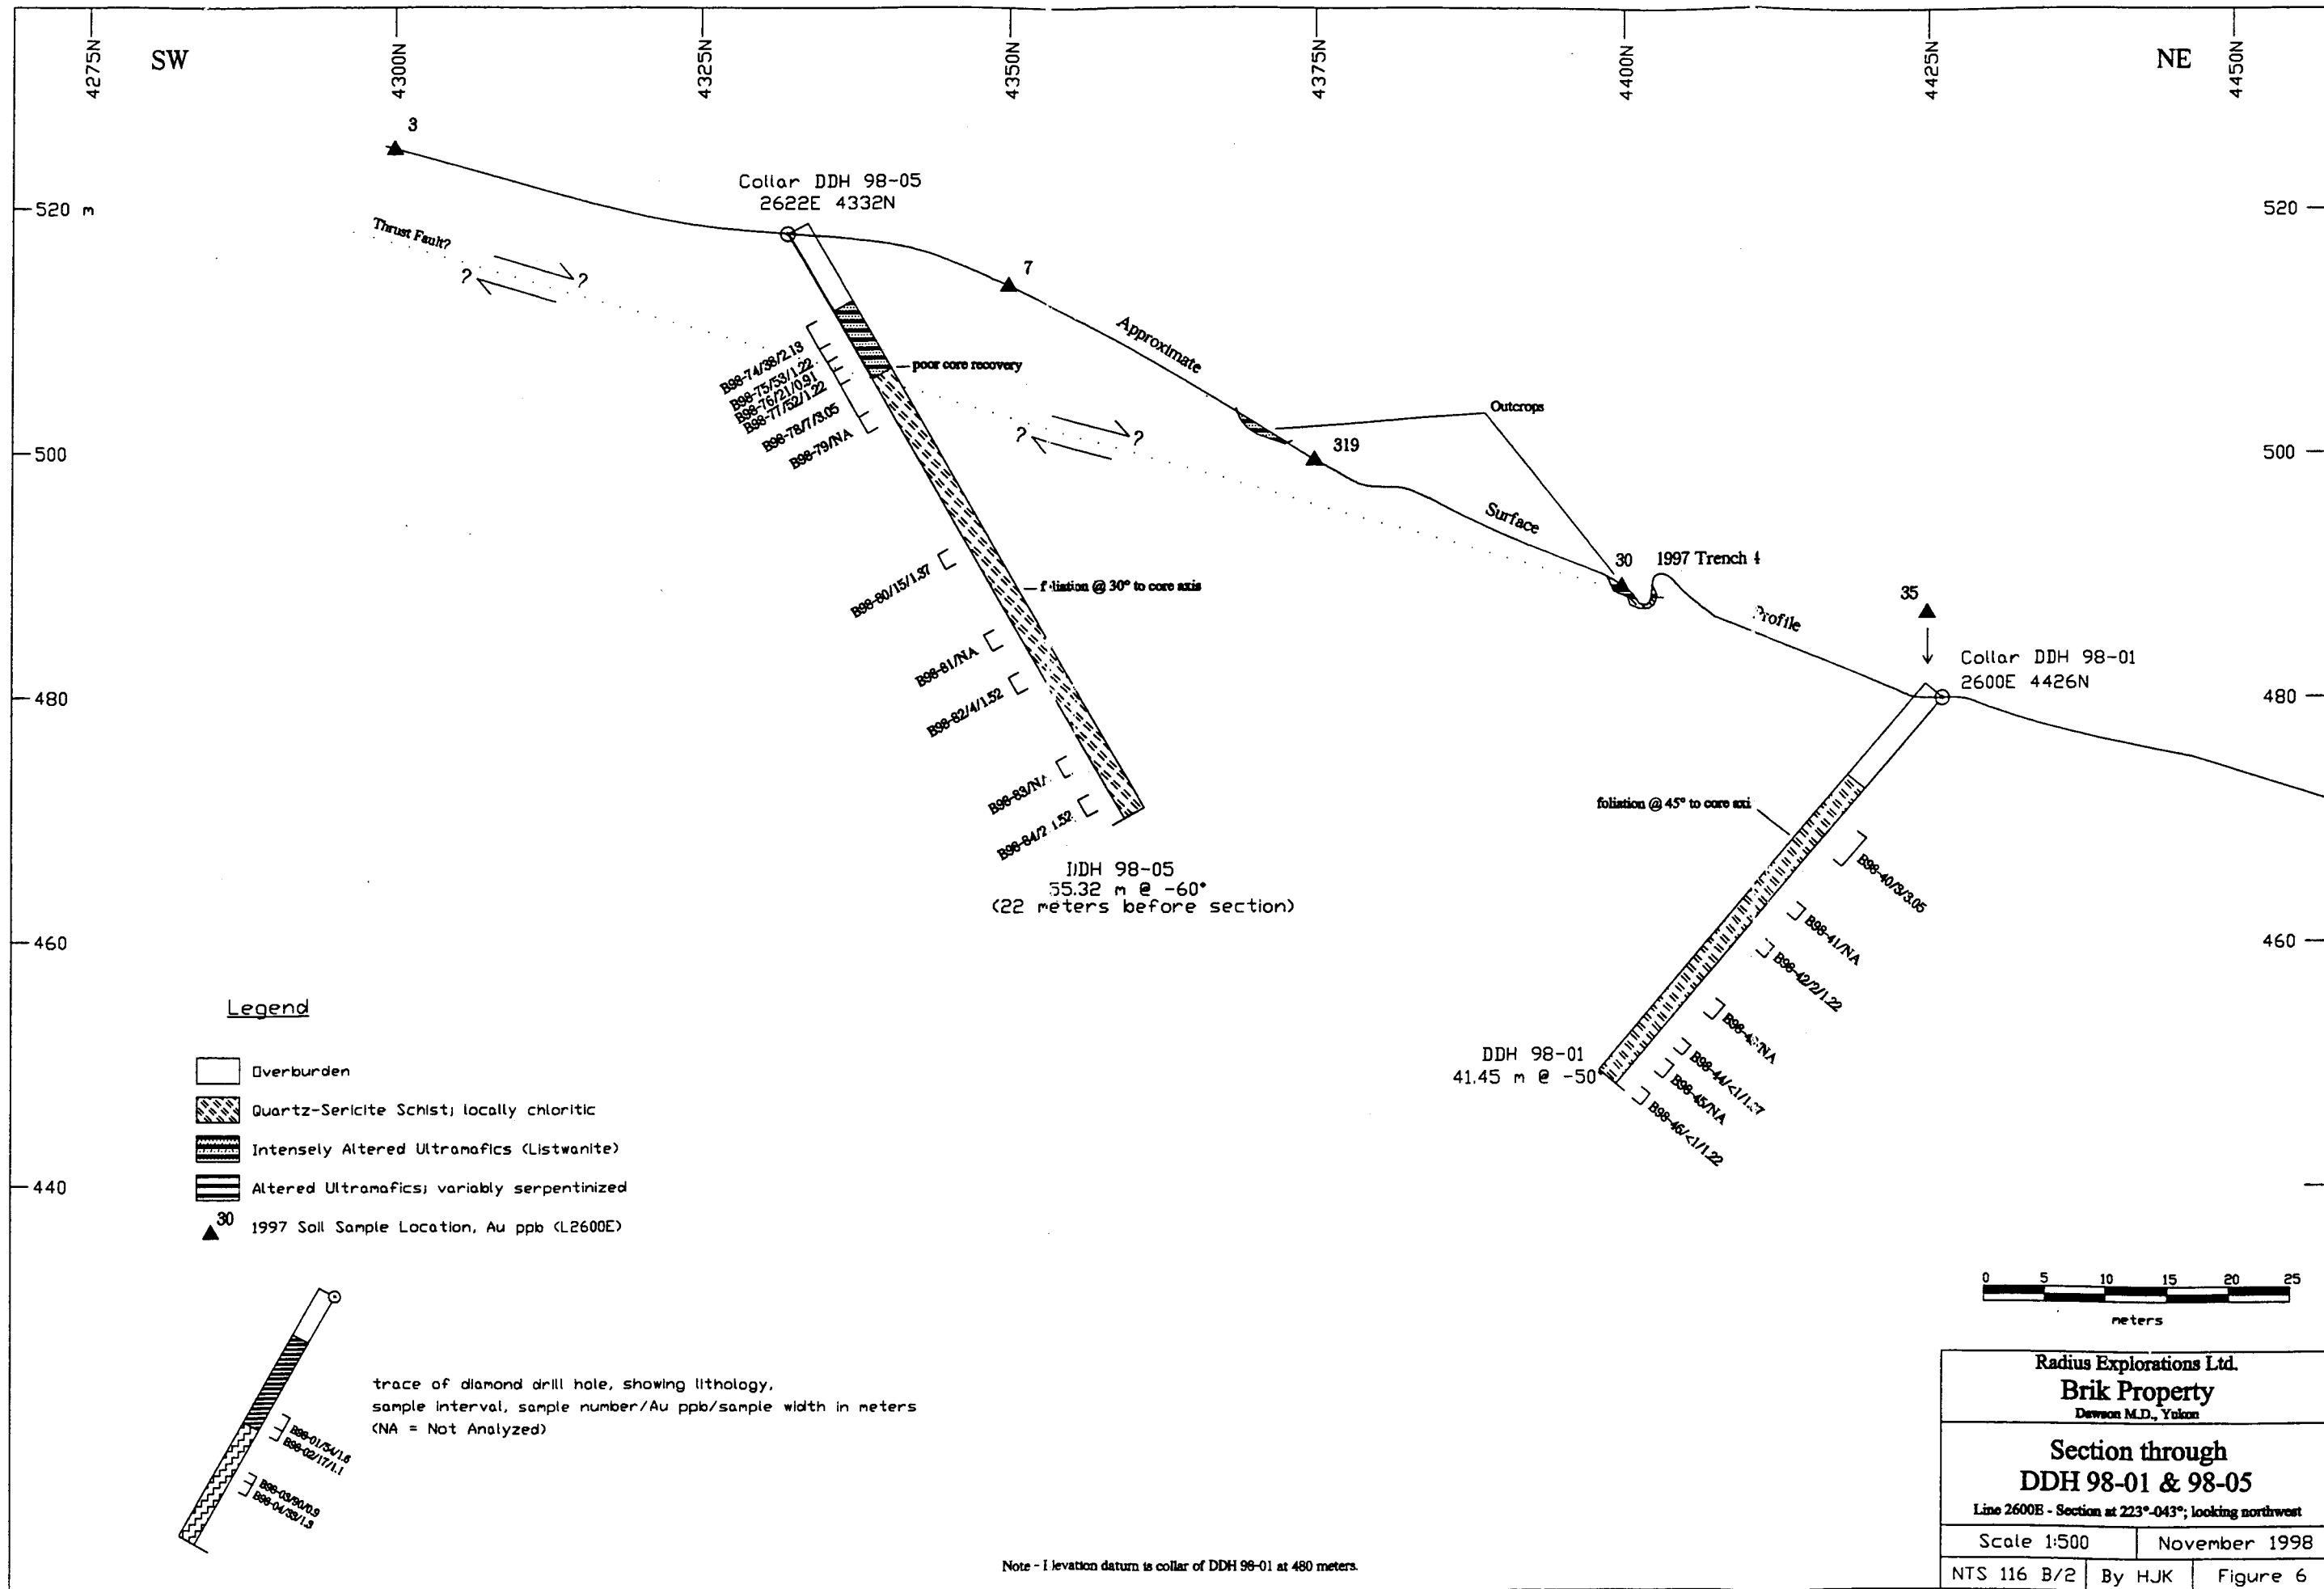 4275N
4300N
4325N
4350N
4375N
4400N
4425N
4450N
SW
NE
3
Collar DDH 98-05
2622E 4332N
520 m
520
Thrust Fault?
?
?
7
Approximate
B98-74/38/2.13
B98-75/53/1.22
B98-76/21/0.91
B98-77/52/1.22
B98-78/7/3.05
B98-79/NA
poor core recovery
Outcrops
?
?
319
500
500
Surface
30
1997 Trench
B98-80/15/1.37
@ 30° to core axis
35
Profile
B98-81/NA
Collar DDH 98-01
2600E 4426N
B98-82/4/1.52
480
480
B98-83/
B98-84/2 1.52
foliation @ 45° to core axi
DDH 98-05
55.32 m @ -60°
(22 meters before section)
B98-40/3/3.05
B98-41/NA
B98-42/2/1.22
460
460
/NA
B98-44/<1/
B98-45/NA
B98-46/<1/1.22
DDH 98-01
41.45 m @ -50
Legend
Overburden
Quartz-Sericite Schist; locally chloritic
Intensely Altered Ultramafics (Listwanite)
440
Altered Ultramafics; variably serpentinized
30
1997 Soil Sample Location, Au ppb (L2600E)
0 5 10 15 20 25
meters
trace of diamond drill hole, showing lithology,
sample interval, sample number/Au ppb/sample width in meters
(NA = Not Analyzed)
B98-01/54/1.6
B98-02/17/1.1
B98-03/90/0.9
B98-04/33/1.3
Radius Explorations Ltd.
Brik Property
Dawson M.D., Yukon
Section through
DDH 98-01 & 98-05
Line 2600E - Section at 223°-043°; looking northwest
Scale 1:500
November 1998
NTS 116 B/2
By HJK
Figure 6
Note - Elevation datum is collar of DDH 98-01 at 480 meters.